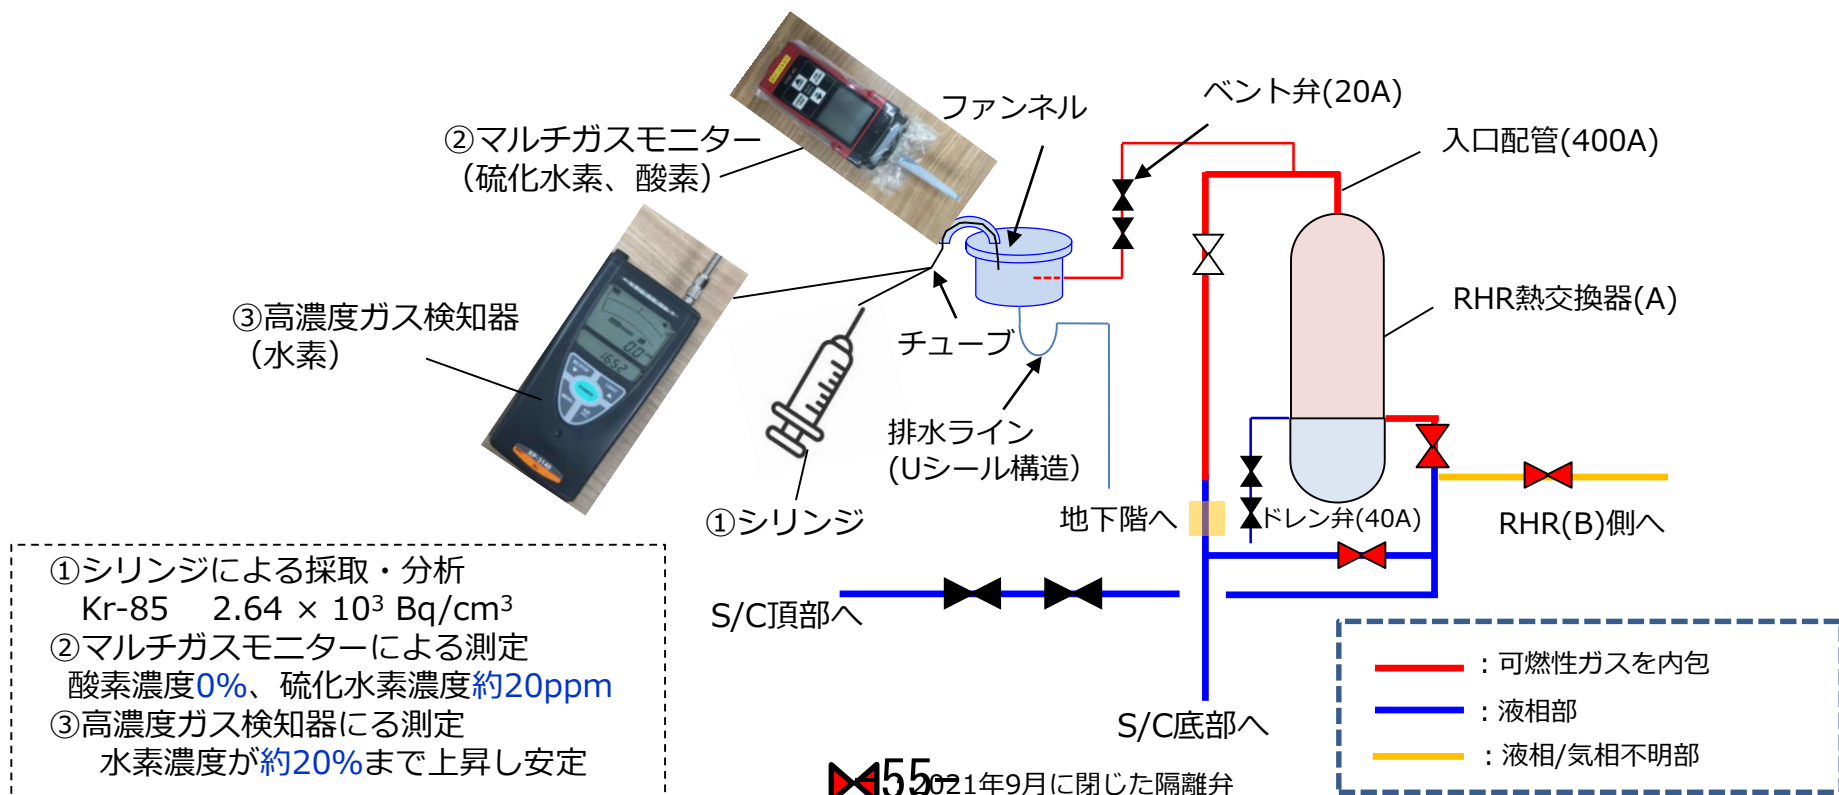 ②マルチガスモニター
（硫化水素、酸素）
ファンネル
ベント弁(20A)
入口配管(400A)
③高濃度ガス検知器
（水素）
チューブ
RHR熱交換器(A)
排水ライン
(Uシール構造）
①シリンジ
地下階へ
ドレン弁(40A)
RHR(B)側へ
S/C頂部へ
S/C底部へ
①シリンジによる採取・分析
Kr-85 2.64 × 10³ Bq/cm³
②マルチガスモニターによる測定
酸素濃度0%、硫化水素濃度約20ppm
③高濃度ガス検知器にる測定
水素濃度が約20%まで上昇し安定
：可燃性ガスを内包
：液相部
：液相/気相不明部
55
2021年9月に閉じた隔離弁